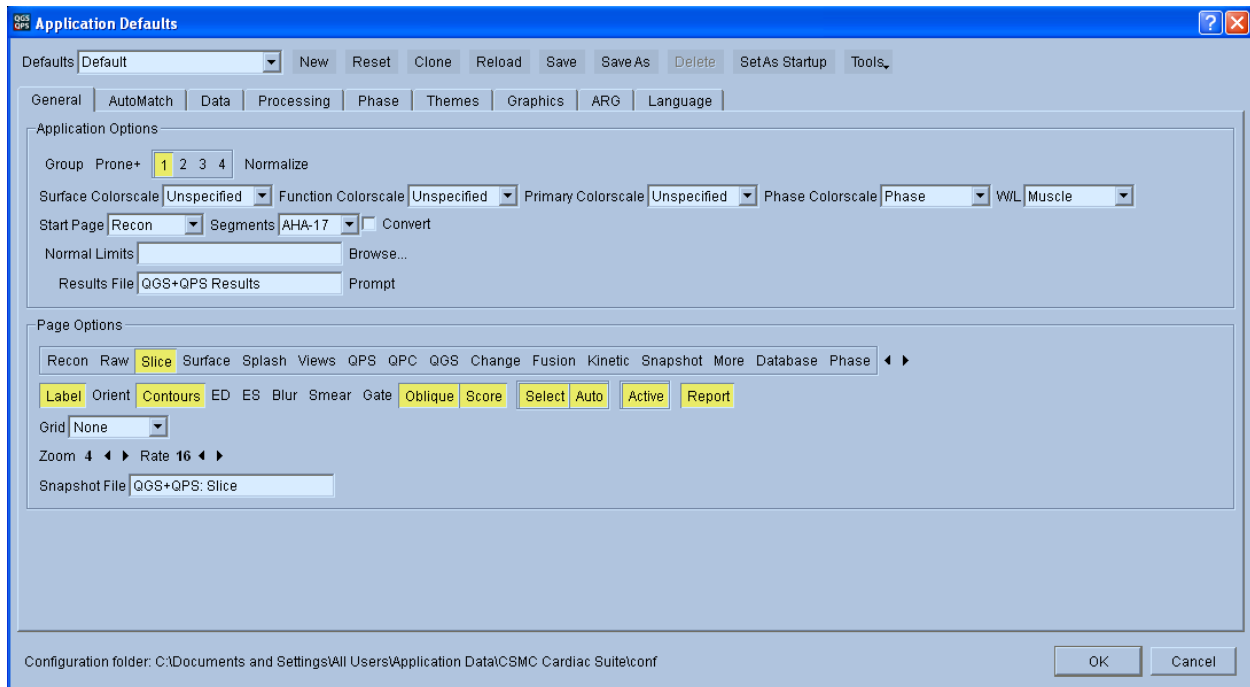 QGS QPS Application Defaults
Defaults Default New Reset Clone Reload Save Save As Delete Set As Startup Tools
General AutoMatch Data Processing Phase Themes Graphics ARG Language
Application Options
Group Prone+ 1 2 3 4 Normalize
Surface Colorscale Unspecified Function Colorscale Unspecified Primary Colorscale Unspecified Phase Colorscale Phase W/L Muscle
Start Page Recon Segments AHA-17 Convert
Normal Limits Browse...
Results File QGS+QPS Results Prompt
Page Options
Recon Raw Slice Surface Splash Views QPS QPC QGS Change Fusion Kinetic Snapshot More Database Phase
Label Orient Contours ED ES Blur Smear Gate Oblique Score Select Auto Active Report
Grid None
Zoom 4 Rate 16
Snapshot File QGS+QPS: Slice
Configuration folder: C:\Documents and Settings\All Users\Application Data\CSMC Cardiac Suite\conf OK Cancel